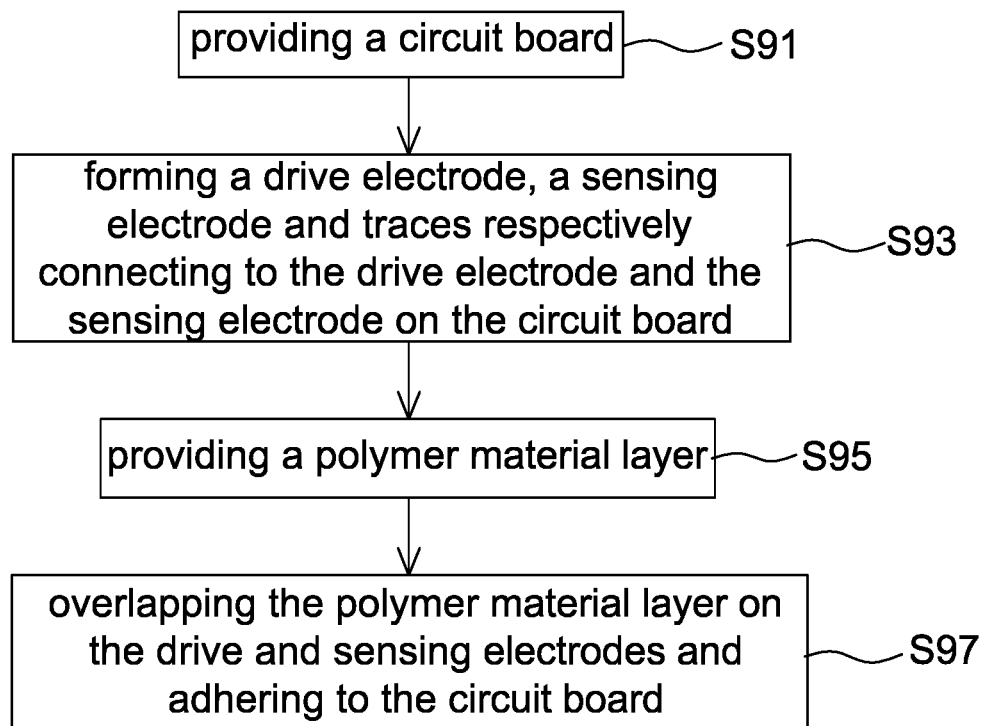 providing a circuit board
S91
forming a drive electrode, a sensing
electrode and traces respectively
connecting to the drive electrode and the
sensing electrode on the circuit board
S93
providing a polymer material layer
S95
overlapping the polymer material layer on
the drive and sensing electrodes and
adhering to the circuit board
S97